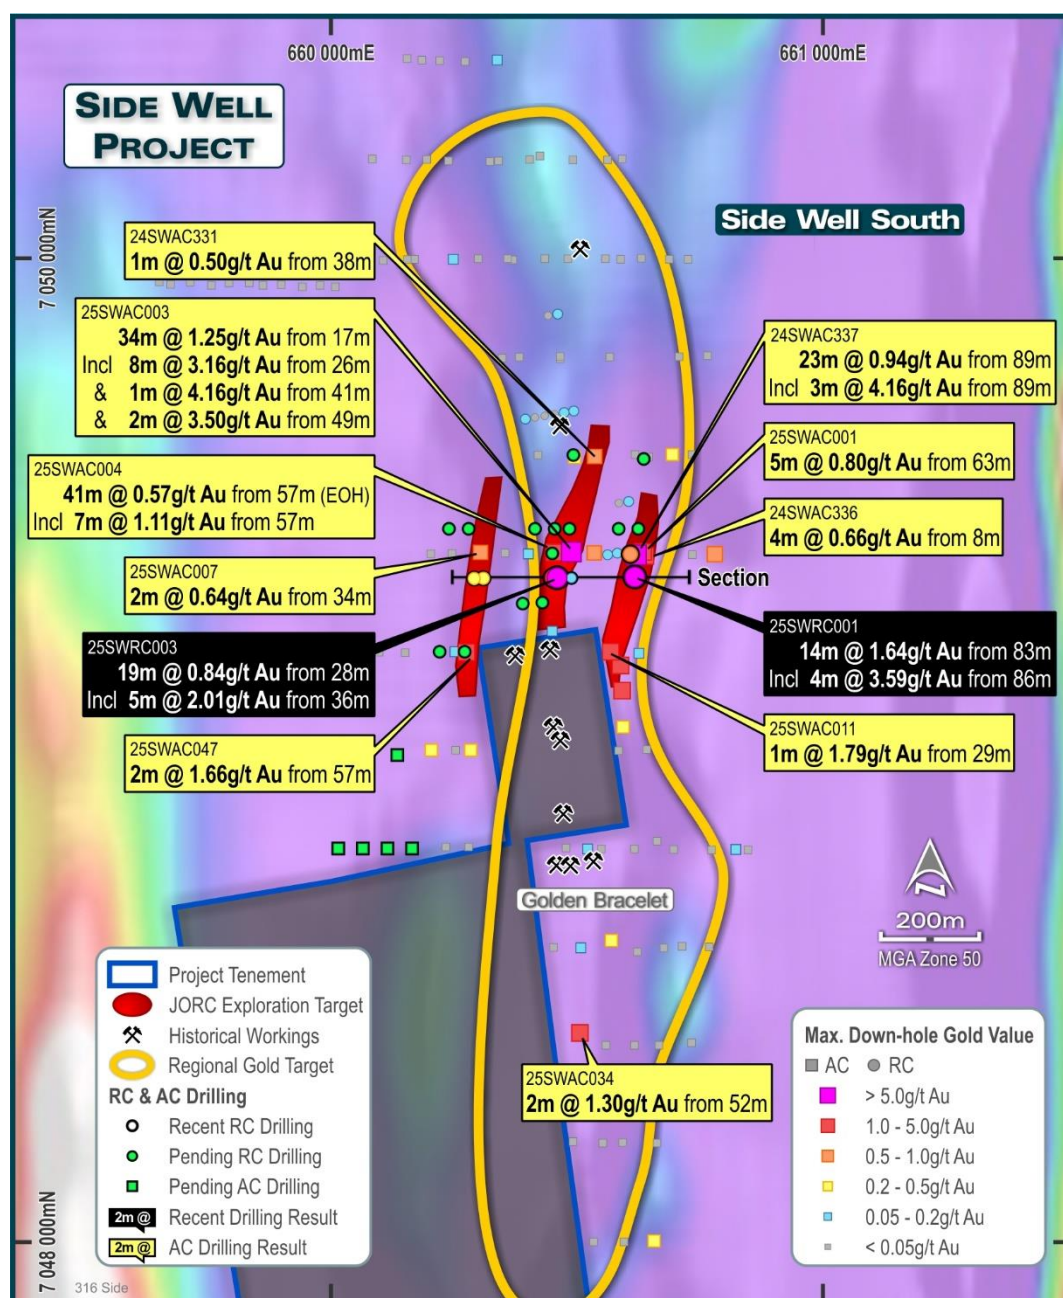 660 000mE
661 000mE
SIDE WELL
PROJECT
Side Well South
7 050 000mN
24SWAC331
1m @ 0.50g/t Au from 38m
25SWAC003
34m @ 1.25g/t Au from 17m
Incl 8m @ 3.16g/t Au from 26m
& 1m @ 4.16g/t Au from 41m
& 2m @ 3.50g/t Au from 49m
24SWAC337
23m @ 0.94g/t Au from 89m
Incl 3m @ 4.16g/t Au from 89m
25SWAC001
5m @ 0.80g/t Au from 63m
25SWAC004
41m @ 0.57g/t Au from 57m (EOH)
Incl 7m @ 1.11g/t Au from 57m
24SWAC336
4m @ 0.66g/t Au from 8m
25SWAC007
2m @ 0.64g/t Au from 34m
Section
25SWRC003
19m @ 0.84g/t Au from 28m
Incl 5m @ 2.01g/t Au from 36m
25SWRC001
14m @ 1.64g/t Au from 83m
Incl 4m @ 3.59g/t Au from 86m
25SWAC047
2m @ 1.66g/t Au from 57m
25SWAC011
1m @ 1.79g/t Au from 29m
Golden Bracelet
N
200m
MGA Zone 50
25SWAC034
2m @ 1.30g/t Au from 52m
Project Tenement
JORC Exploration Target
Historical Workings
Regional Gold Target
RC & AC Drilling
Recent RC Drilling
Pending RC Drilling
Pending AC Drilling
2m @ Recent Drilling Result
2m @ AC Drilling Result
Max. Down-hole Gold Value
AC RC
> 5.0g/t Au
1.0 - 5.0g/t Au
0.5 - 1.0g/t Au
0.2 - 0.5g/t Au
0.05 - 0.2g/t Au
< 0.05g/t Au
7 048 000mN
316 Side